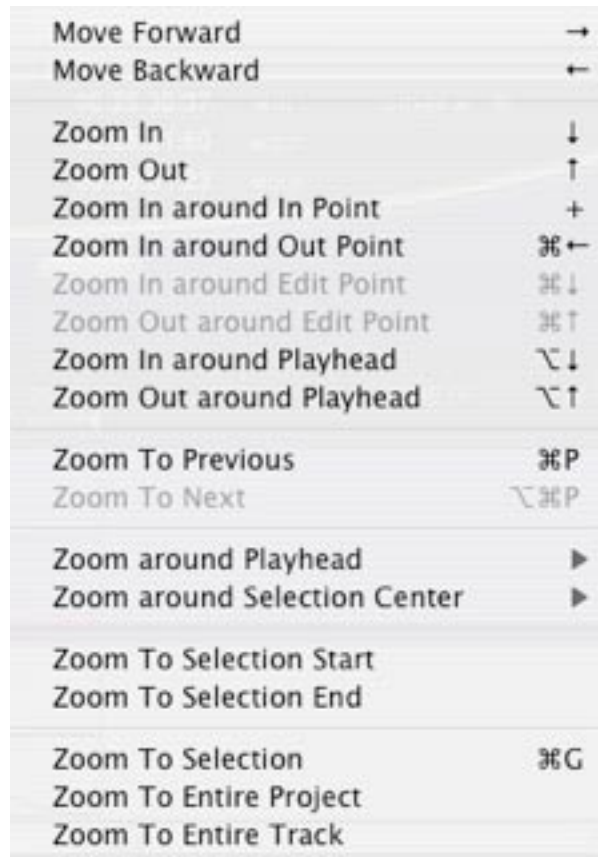 Move Forward →
Move Backward ←
Zoom In ↓
Zoom Out ↑
Zoom In around In Point +
Zoom In around Out Point ⌘←
Zoom In around Edit Point ⌘↓
Zoom Out around Edit Point ⌘↑
Zoom In around Playhead ⌥↓
Zoom Out around Playhead ⌥↑
Zoom To Previous ⌘P
Zoom To Next ⌥⌘P
Zoom around Playhead ▶
Zoom around Selection Center ▶
Zoom To Selection Start
Zoom To Selection End
Zoom To Selection ⌘G
Zoom To Entire Project
Zoom To Entire Track